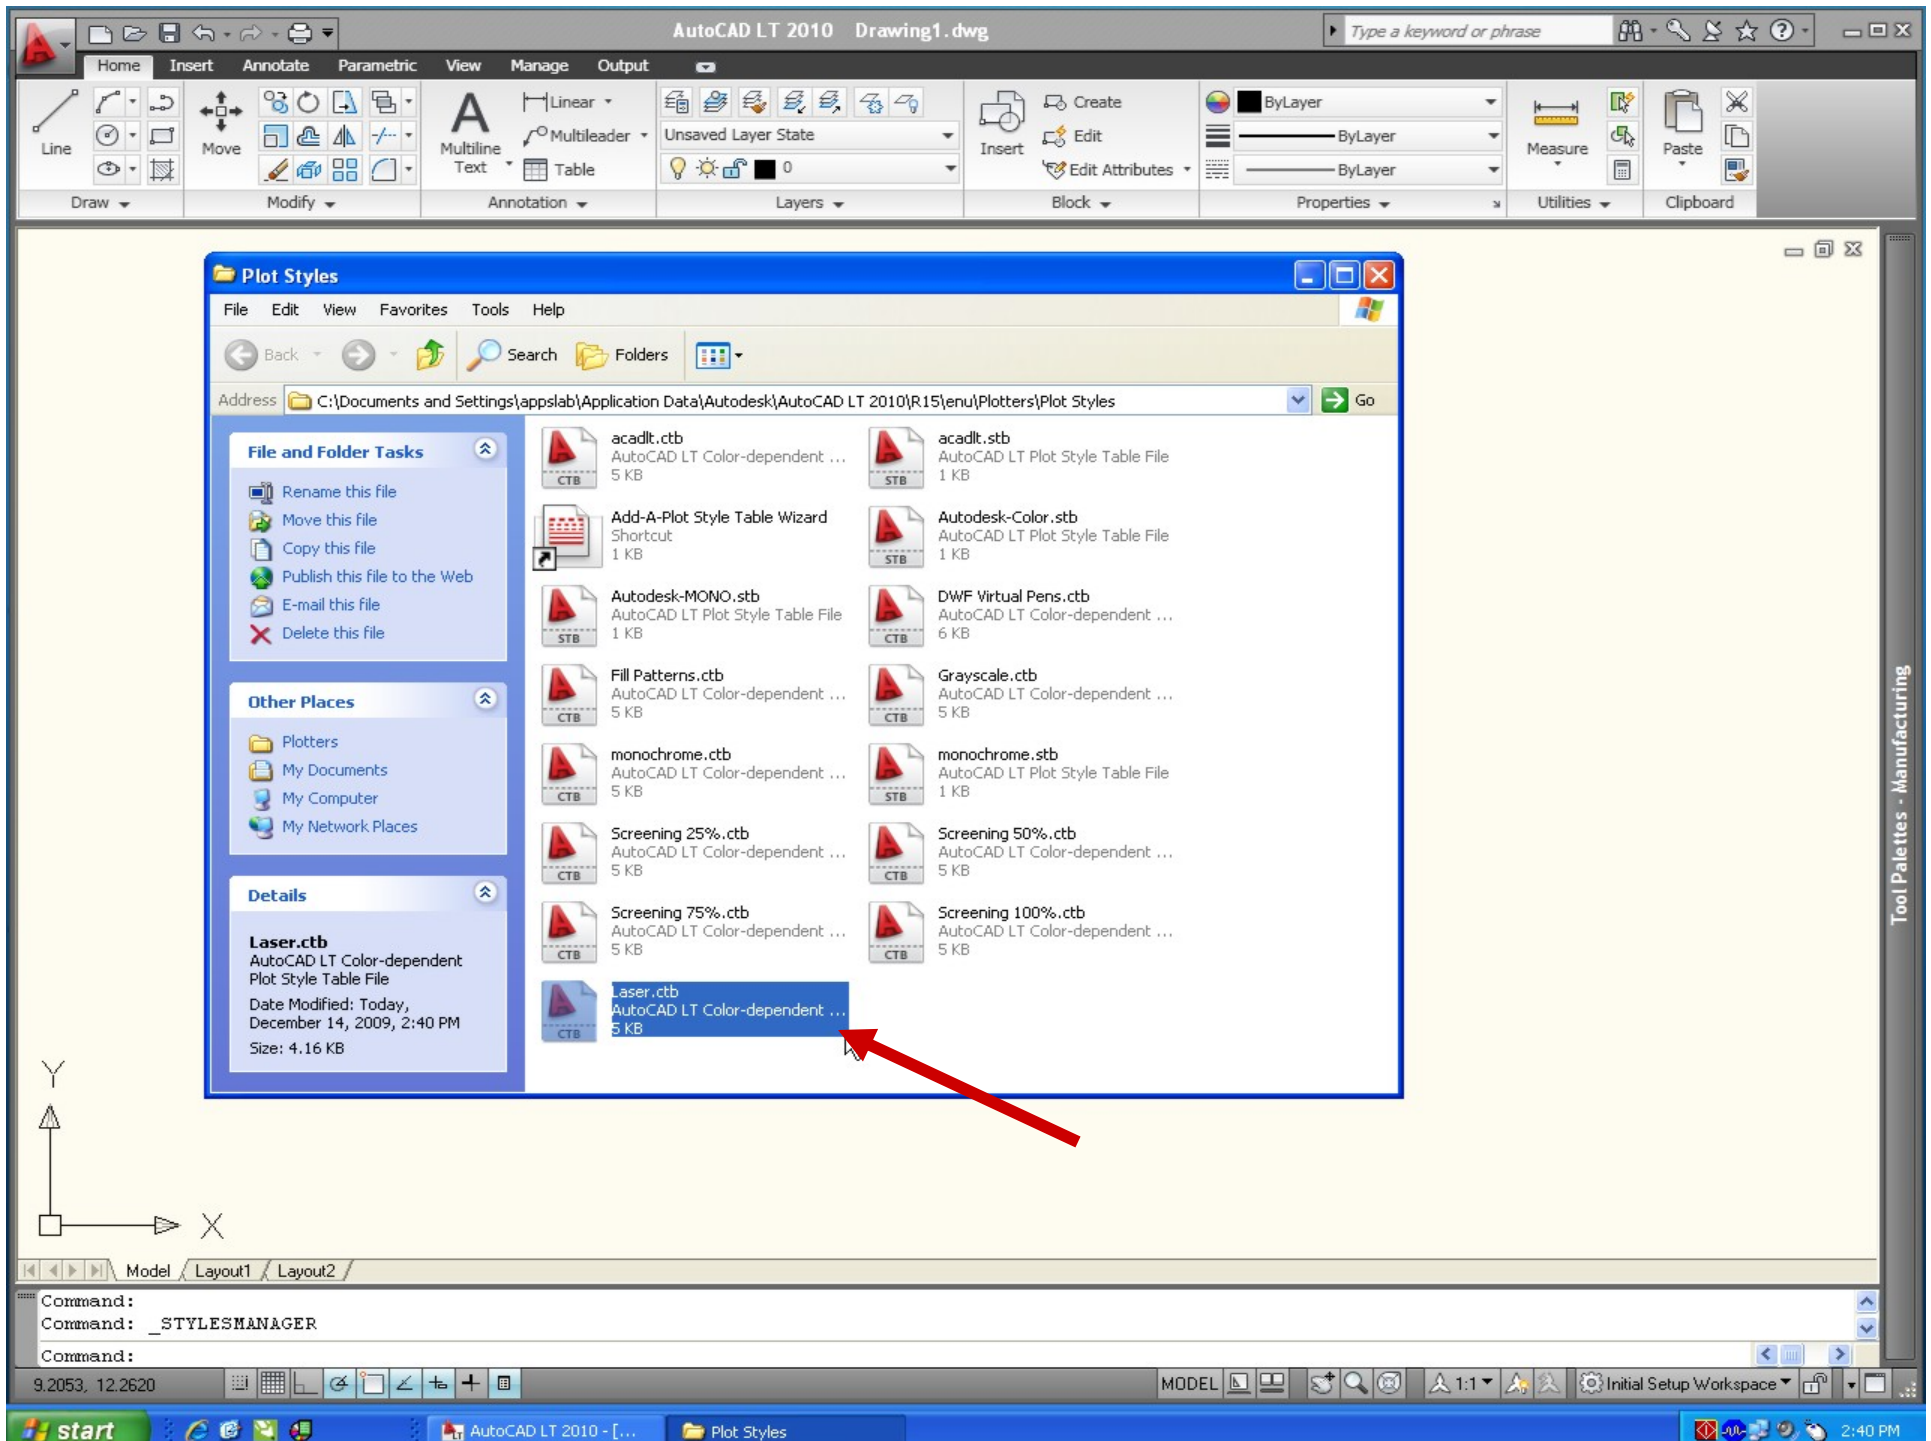 AutoCAD LT 2010 Drawing1.dwg
Type a keyword or phrase
Home Insert Annotate Parametric View Manage Output
Line
Move
Multiline
Text
Linear
Multileader
Table
Unsaved Layer State
0
Insert
Create
Edit
Edit Attributes
ByLayer
ByLayer
ByLayer
Measure
Paste
Draw Modify Annotation Layers Block Properties Utilities Clipboard
Plot Styles
File Edit View Favorites Tools Help
Back Search Folders
Address C:\Documents and Settings\appslab\Application Data\Autodesk\AutoCAD LT 2010\R15\enu\Plotters\Plot Styles Go
File and Folder Tasks
Rename this file
Move this file
Copy this file
Publish this file to the Web
E-mail this file
Delete this file
Other Places
Plotters
My Documents
My Computer
My Network Places
Details
Laser.ctb
AutoCAD LT Color-dependent
Plot Style Table File
Date Modified: Today,
December 14, 2009, 2:40 PM
Size: 4.16 KB
CTB
acadlt.ctb
AutoCAD LT Color-dependent ...
5 KB
STB
acadlt.stb
AutoCAD LT Plot Style Table File
1 KB
Add-A-Plot Style Table Wizard
Shortcut
1 KB
STB
Autodesk-Color.stb
AutoCAD LT Plot Style Table File
1 KB
STB
Autodesk-MONO.stb
AutoCAD LT Plot Style Table File
1 KB
CTB
DWF Virtual Pens.ctb
AutoCAD LT Color-dependent ...
6 KB
CTB
Fill Patterns.ctb
AutoCAD LT Color-dependent ...
5 KB
CTB
Grayscale.ctb
AutoCAD LT Color-dependent ...
5 KB
CTB
monochrome.ctb
AutoCAD LT Color-dependent ...
5 KB
STB
monochrome.stb
AutoCAD LT Plot Style Table File
1 KB
CTB
Screening 25%.ctb
AutoCAD LT Color-dependent ...
5 KB
CTB
Screening 50%.ctb
AutoCAD LT Color-dependent ...
5 KB
CTB
Screening 75%.ctb
AutoCAD LT Color-dependent ...
5 KB
CTB
Screening 100%.ctb
AutoCAD LT Color-dependent ...
5 KB
CTB
Laser.ctb
AutoCAD LT Color-dependent ...
5 KB
Tool Palettes - Manufacturing
Y
X
Model Layout1 Layout2
Command:
Command: _STYLESMANAGER
Command:
9.2053, 12.2620 MODEL 1:1 Initial Setup Workspace
start AutoCAD LT 2010 - [... Plot Styles 2:40 PM